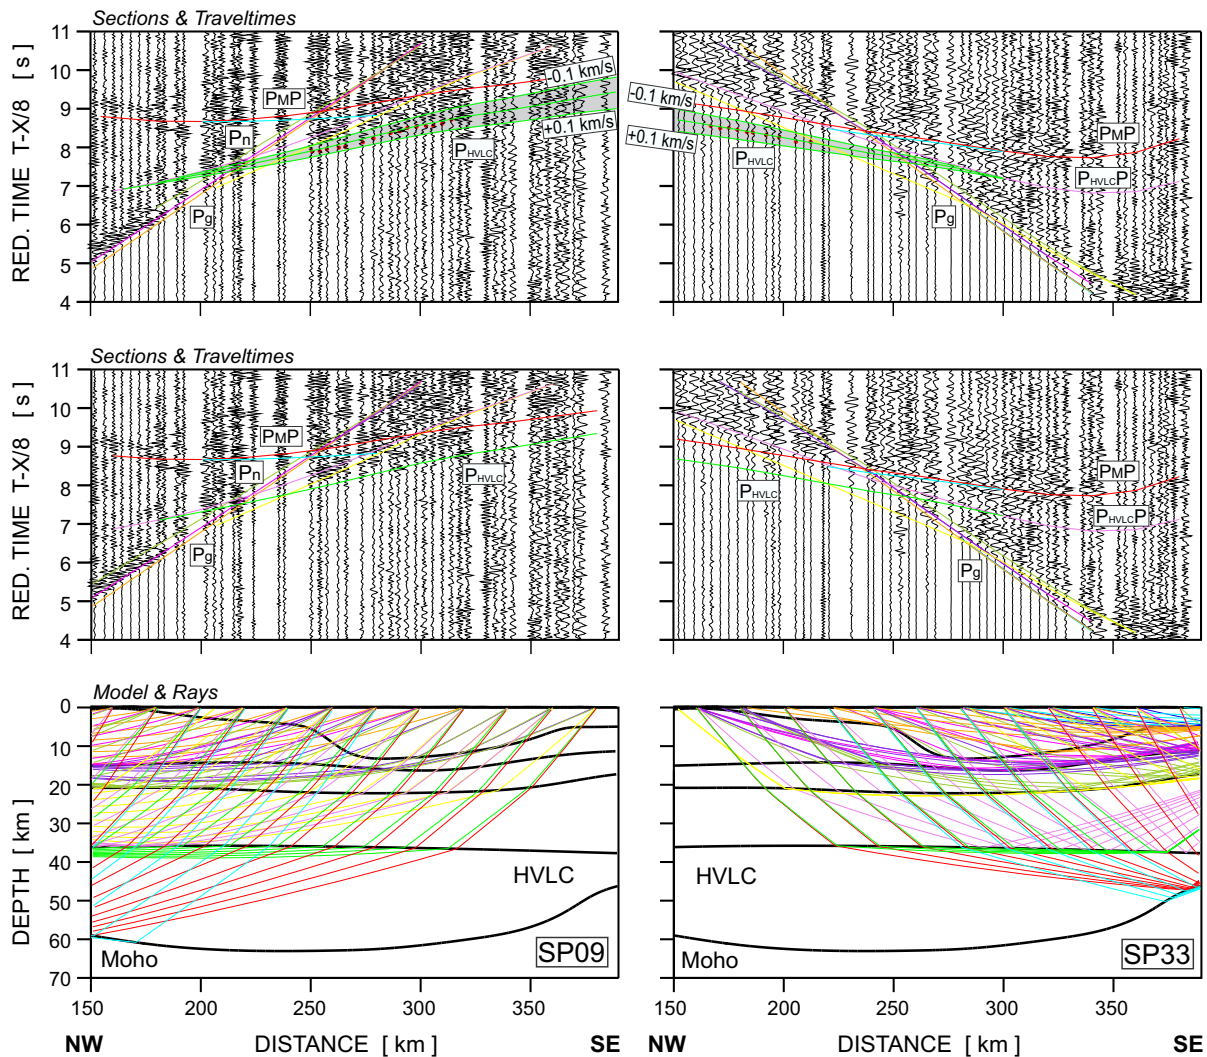 Sections & Traveltimes
RED. TIME T-X/8 [ s ]
11
10
9
8
7
6
5
4
PMP
Pn
Pg
PHVLC
-0.1 km/s
+0.1 km/s
-0.1 km/s
+0.1 km/s
PHVLC
Pg
PMP
PHVLCP
Sections & Traveltimes
RED. TIME T-X/8 [ s ]
11
10
9
8
7
6
5
4
PMP
Pn
Pg
PHVLC
PHVLC
Pg
PMP
PHVLCP
Model & Rays
DEPTH [ km ]
0
10
20
30
40
50
60
70
HVLC
Moho
SP09
HVLC
Moho
SP33
150 200 250 300 350
150 200 250 300 350
NW DISTANCE [ km ] SE
NW DISTANCE [ km ] SE